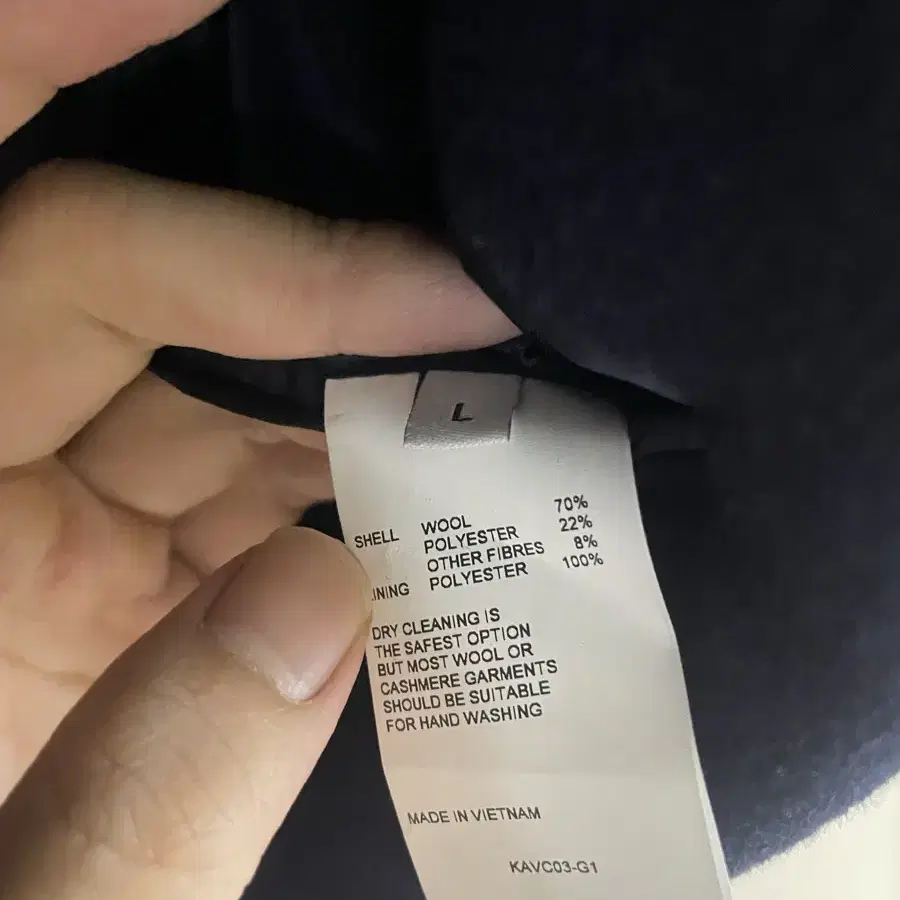 L
SHELL WOOL 70%
POLYESTER 22%
OTHER FIBRES 8%
INING POLYESTER 100%
DRY CLEANING IS
THE SAFEST OPTION
BUT MOST WOOL OR
CASHMERE GARMENTS
SHOULD BE SUITABLE
FOR HAND WASHING
MADE IN VIETNAM
KAVC03-G1